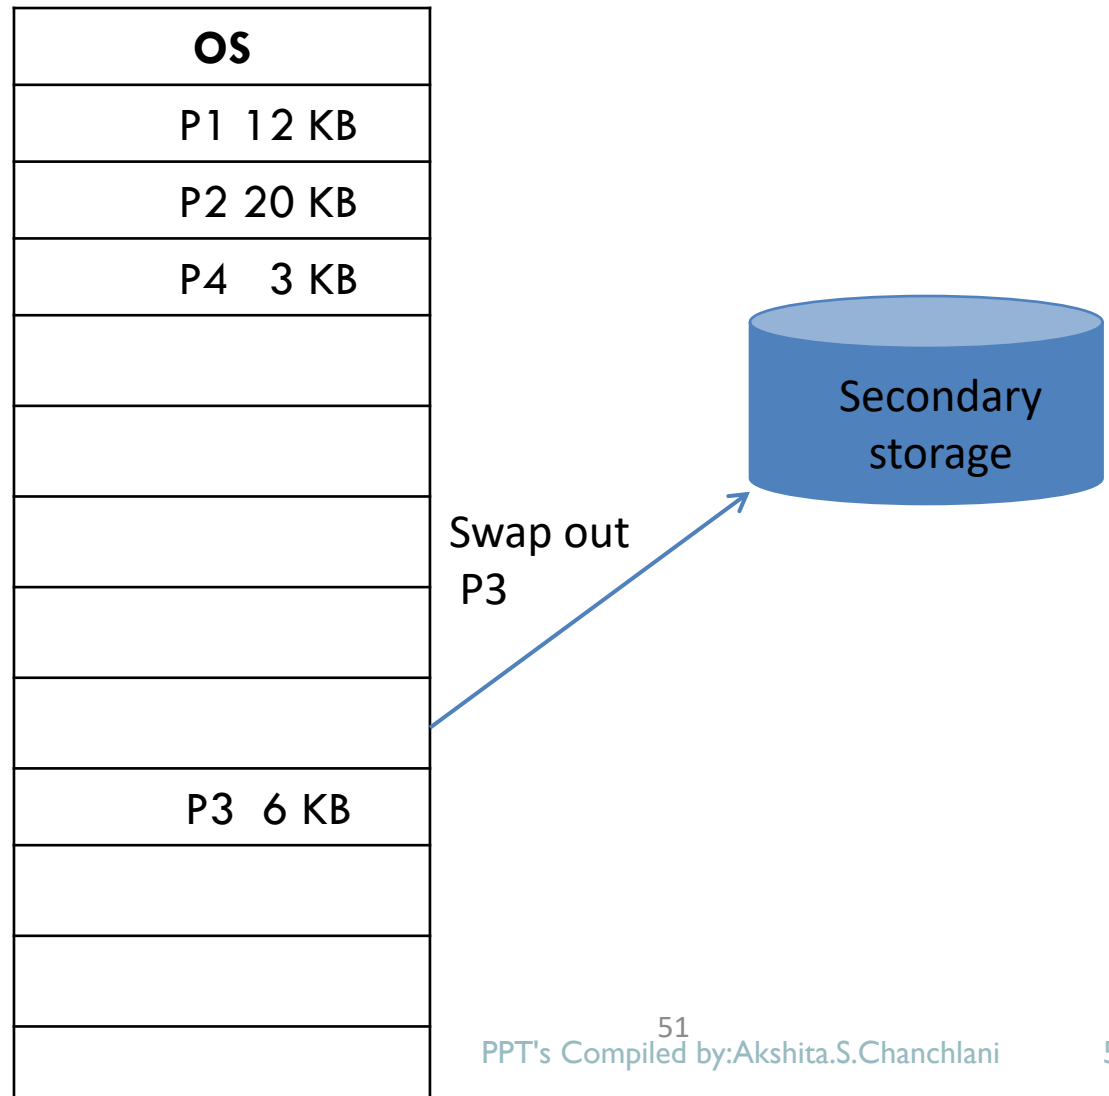 OS
P1 12 KB
P2 20 KB
P4 3 KB
Secondary
storage
Swap out
P3
P3 6 KB
51
PPT's Compiled by:Akshita.S.Chanchlani